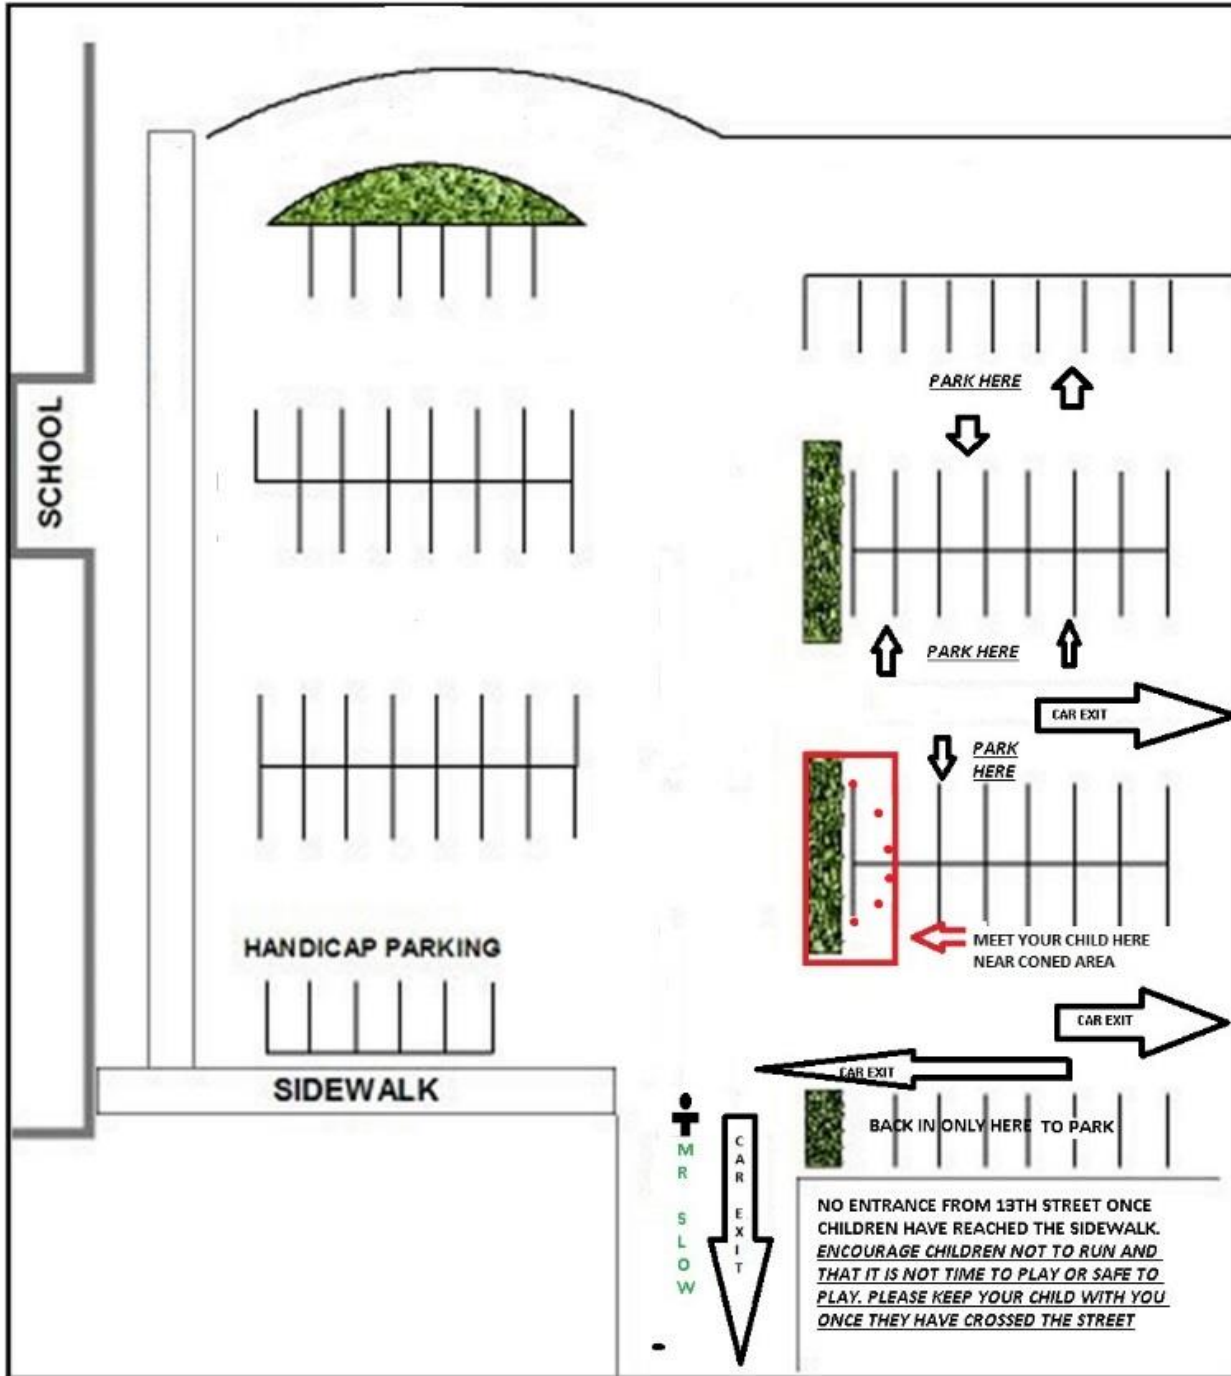 SCHOOL
PARK HERE
PARK HERE
CAR EXIT
PARK
HERE
HANDICAP PARKING
MEET YOUR CHILD HERE
NEAR CONED AREA
CAR EXIT
CAR EXIT
SIDEWALK
BACK IN ONLY HERE TO PARK
MR SLOW
CAR EXIT
NO ENTRANCE FROM 13TH STREET ONCE
CHILDREN HAVE REACHED THE SIDEWALK.
ENCOURAGE CHILDREN NOT TO RUN AND
THAT IT IS NOT TIME TO PLAY OR SAFE TO
PLAY. PLEASE KEEP YOUR CHILD WITH YOU
ONCE THEY HAVE CROSSED THE STREET